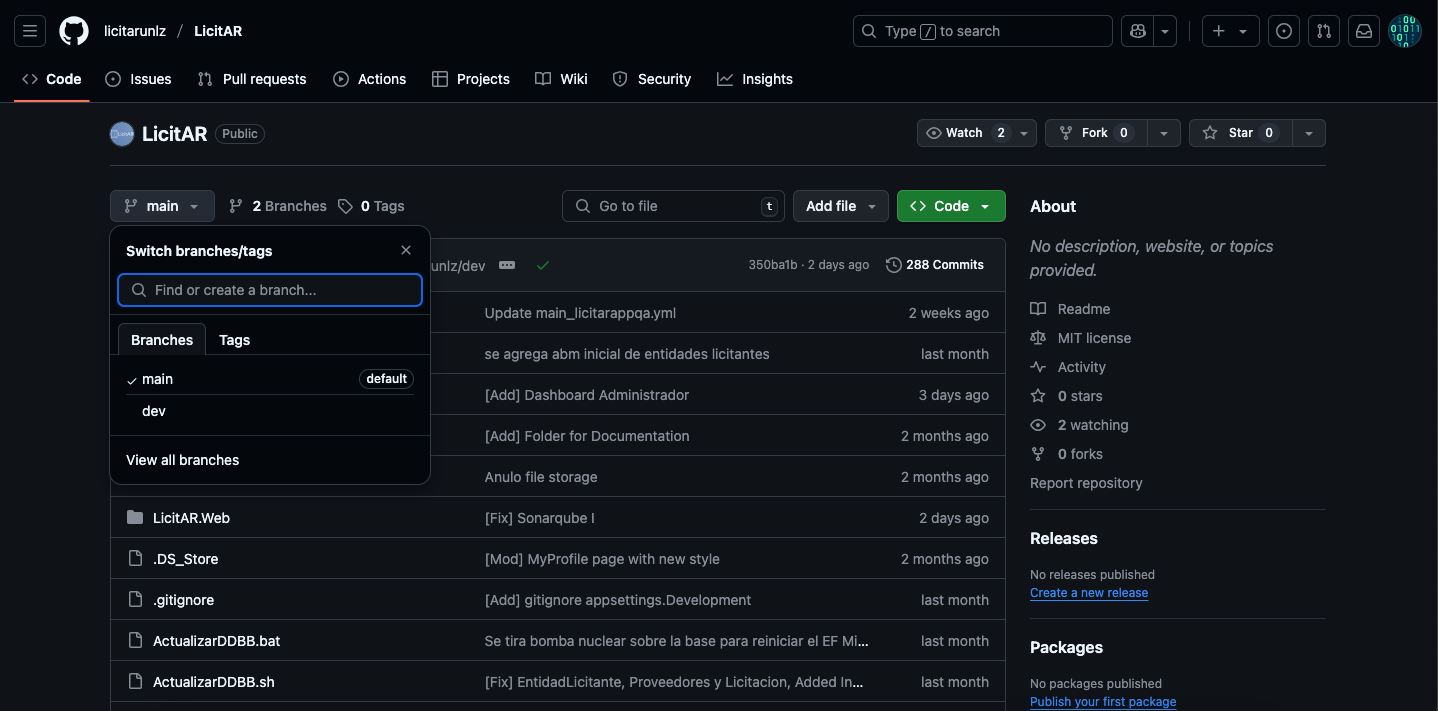 licitarunlz / LicitAR
Type / to search
Code Issues Pull requests Actions Projects Wiki Security Insights
LicitAR Public
Watch 2 Fork 0 Star 0
main 2 Branches 0 Tags Go to file t Add file Code
Switch branches/tags
Find or create a branch...
Branches Tags
main default
dev
View all branches
unlz/dev 350ba1b · 2 days ago 288 Commits
Update main_licitarappqa.yml 2 weeks ago
se agrega abm inicial de entidades licitantes last month
[Add] Dashboard Administrador 3 days ago
[Add] Folder for Documentation 2 months ago
Anulo file storage 2 months ago
LicitAR.Web [Fix] Sonarqube I 2 days ago
.DS_Store [Mod] MyProfile page with new style 2 months ago
.gitignore [Add] gitignore appsettings.Development last month
ActualizarDDBB.bat Se tira bomba nuclear sobre la base para reiniciar el EF Mi... last month
ActualizarDDBB.sh [Fix] EntidadLicitante, Proveedores y Licitacion, Added In... last month
About
No description, website, or topics
provided.
Readme
MIT license
Activity
0 stars
2 watching
0 forks
Report repository
Releases
No releases published
Create a new release
Packages
No packages published
Publish your first package